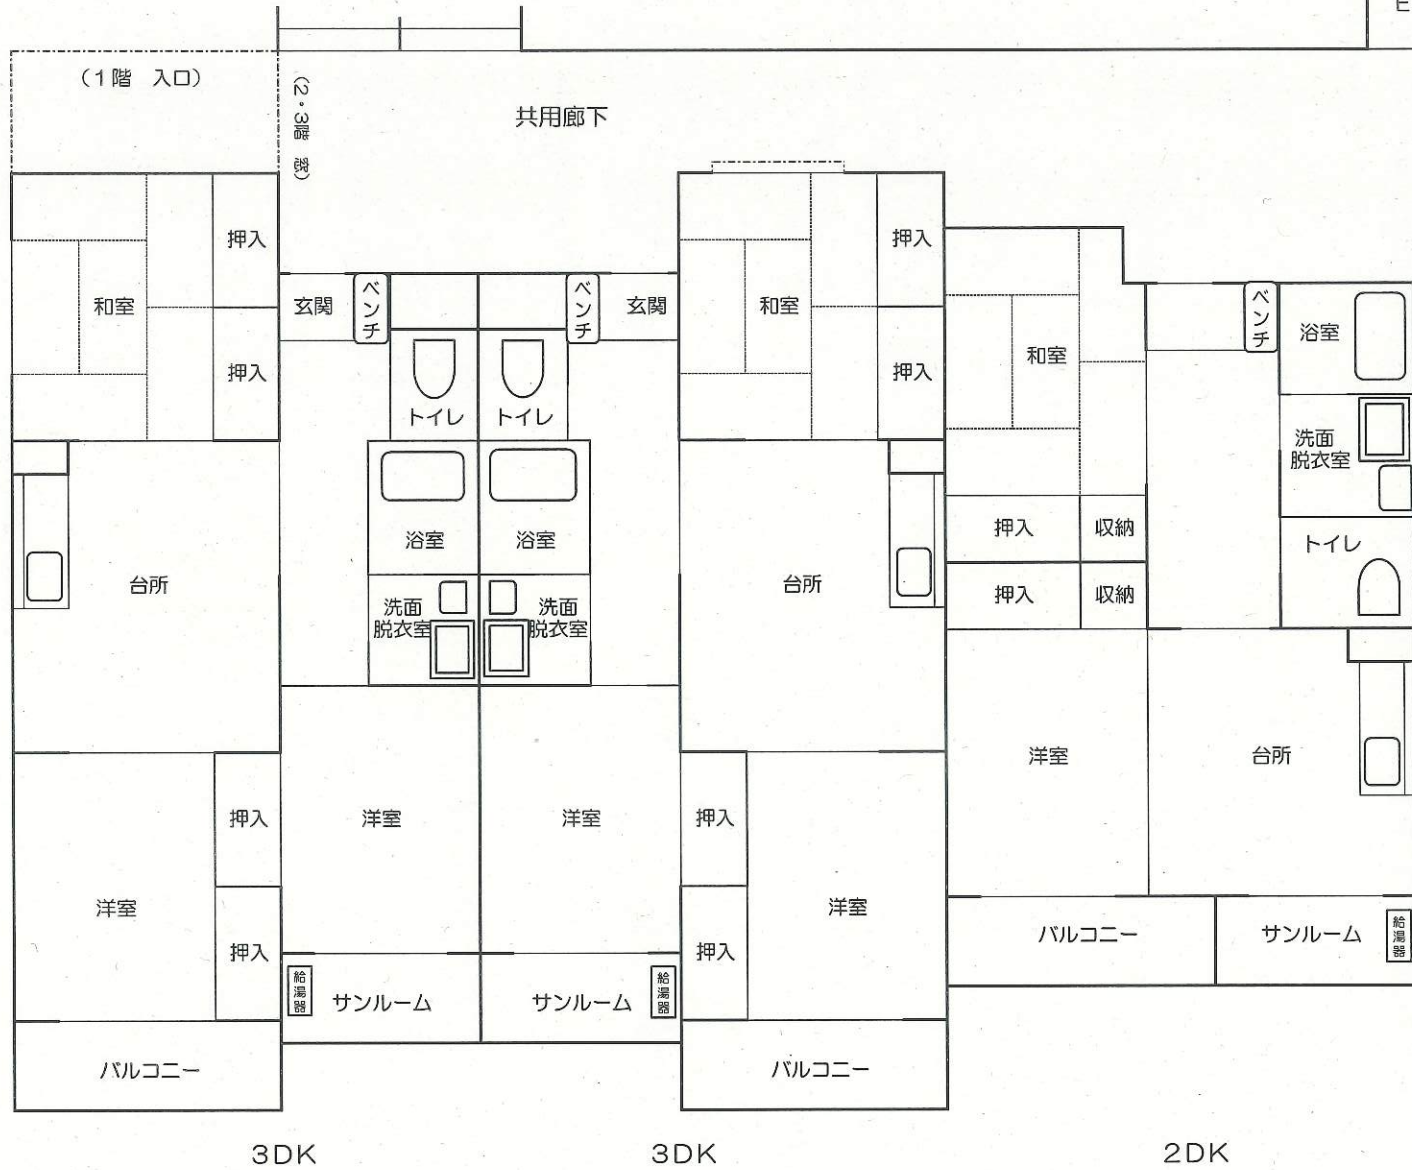 E
（1階　入口）
（2・3階　窓）
共用廊下
押入
和室
押入
玄関
ベンチ
トイレ
浴室
洗面
脱衣室
台所
押入
洋室
押入
洋室
給湯器
サンルーム
バルコニー
3DK
ベンチ
玄関
トイレ
浴室
洗面
脱衣室
押入
和室
押入
台所
洋室
押入
押入
洋室
サンルーム
給湯器
バルコニー
3DK
和室
ベンチ
浴室
洗面
脱衣室
トイレ
押入
収納
押入
収納
洋室
台所
バルコニー
サンルーム
給湯器
2DK